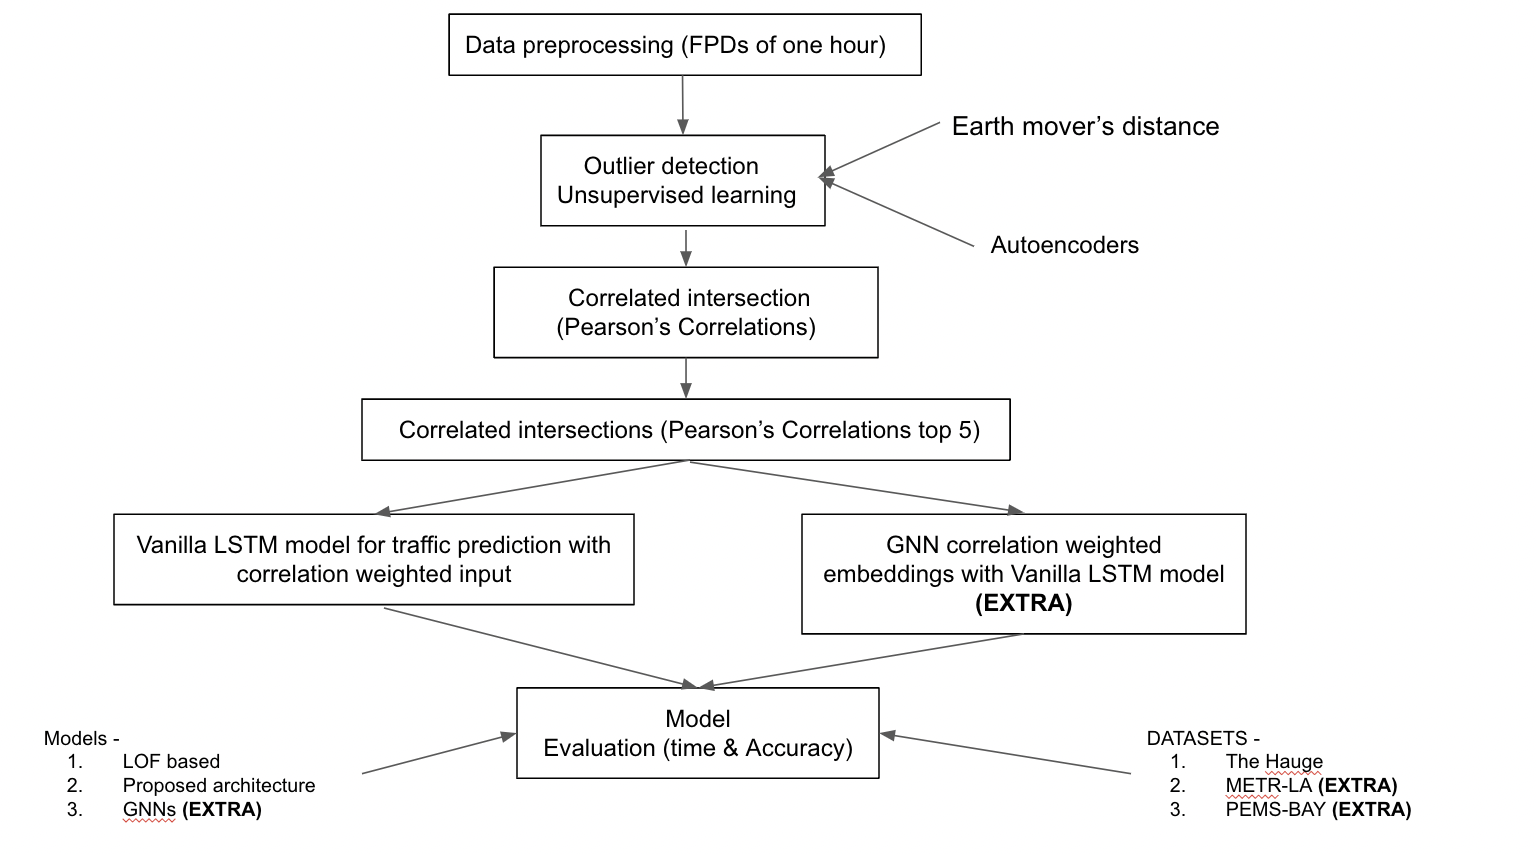 Data preprocessing (FPDs of one hour)
Earth mover's distance
Outlier detection
Unsupervised learning
Autoencoders
Correlated intersection
(Pearson's Correlations)
Correlated intersections (Pearson's Correlations top 5)
Vanilla LSTM model for traffic prediction with
correlation weighted input
GNN correlation weighted
embeddings with Vanilla LSTM model
(EXTRA)
Model
Evaluation (time & Accuracy)
Models -
1. LOF based
2. Proposed architecture
3. GNNs (EXTRA)
DATASETS -
1. The Hauge
2. METR-LA (EXTRA)
3. PEMS-BAY (EXTRA)